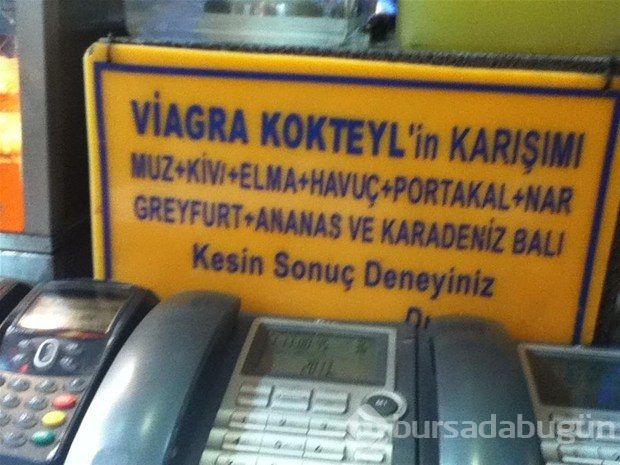 VİAGRA KOKTEYL'in KARIŞIMI
MUZ+KİVİ+ELMA+HAVUÇ+PORTAKAL+NAR
GREYFURT+ANANAS VE KARADENİZ BALI
Kesin Sonuç Deneyiniz
bursadabugün